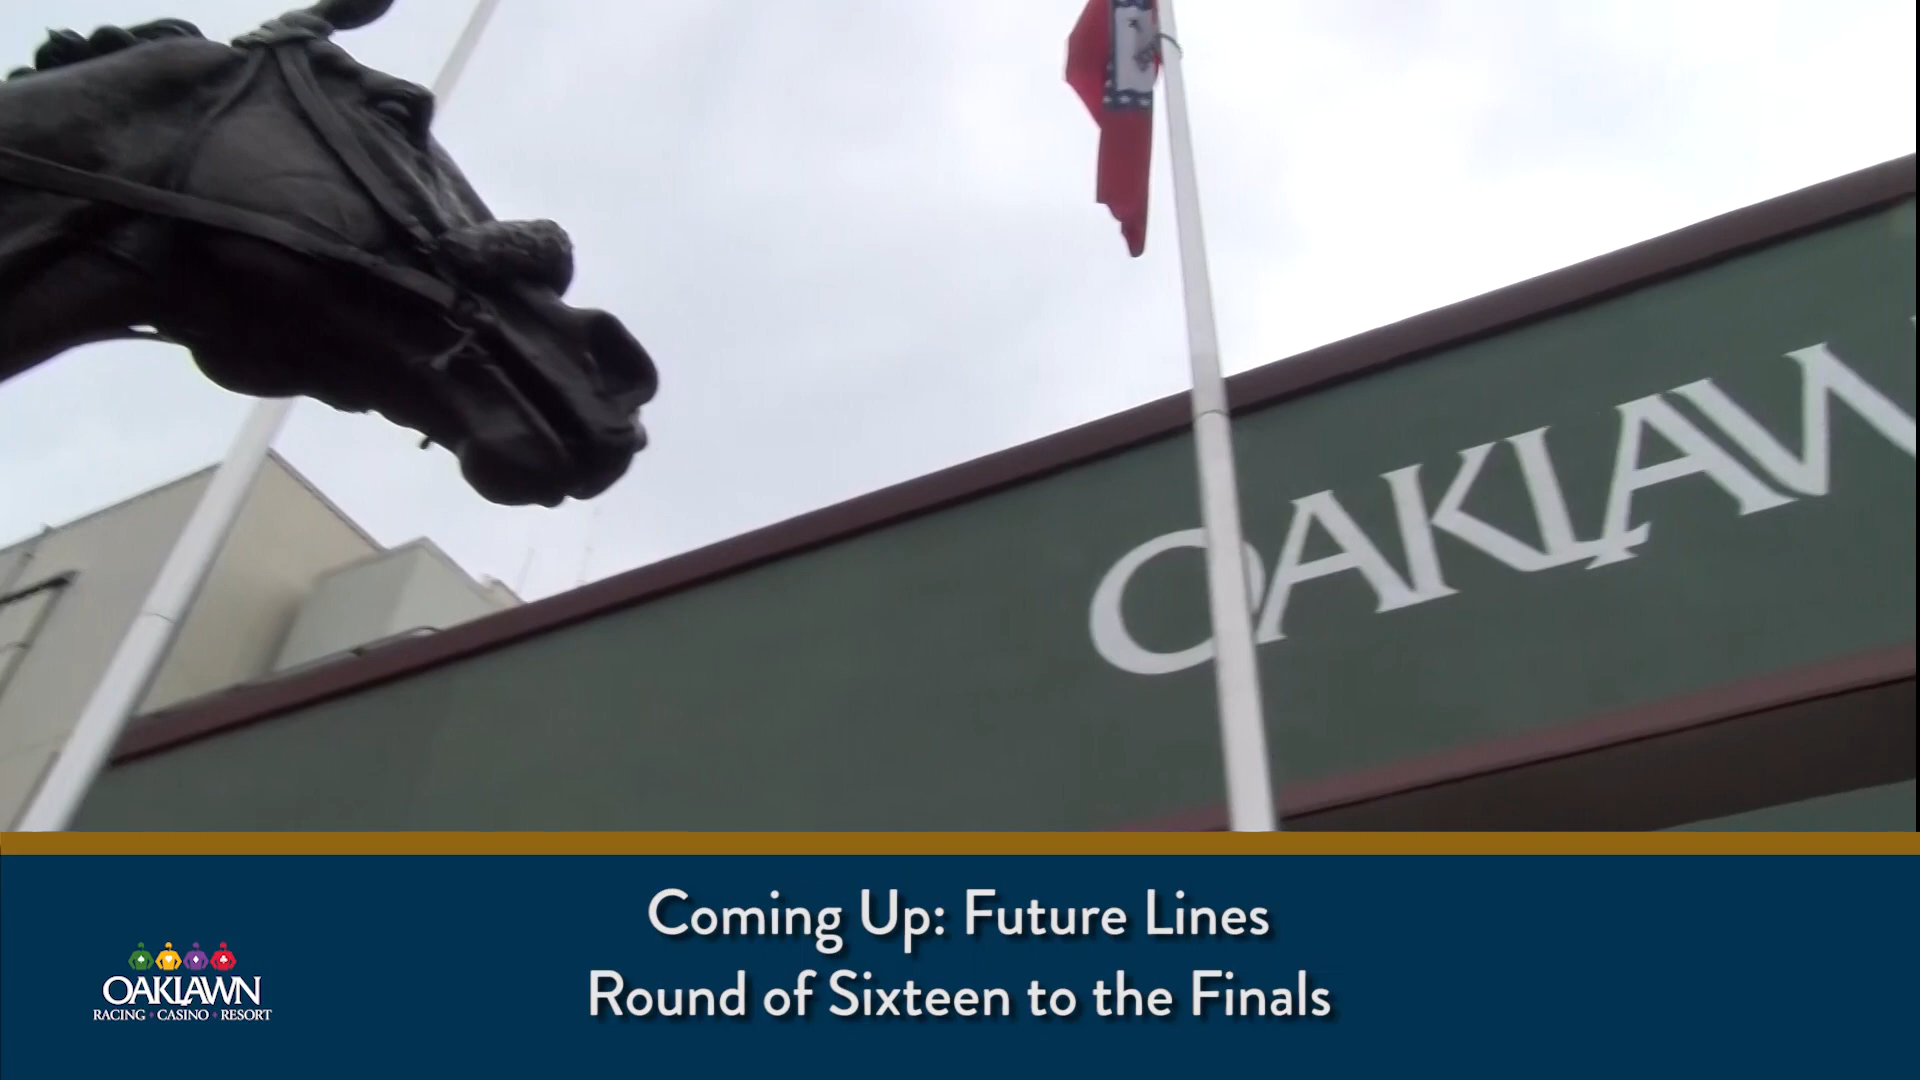 OAKLAW
Coming Up: Future Lines
Round of Sixteen to the Finals
OAKLAWN
RACING • CASINO • RESORT